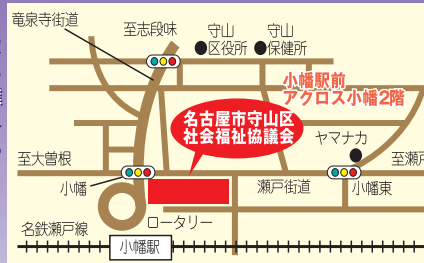 竜泉寺街道
至志段味
守山
区役所
守山
保健所
小幡駅前
アクロス小幡2階
名古屋市守山区
社会福祉協議会
ヤマナカ
至大曽根
至瀬戸
小幡
瀬戸街道
小幡東
ロータリー
名鉄瀬戸線
小幡駅